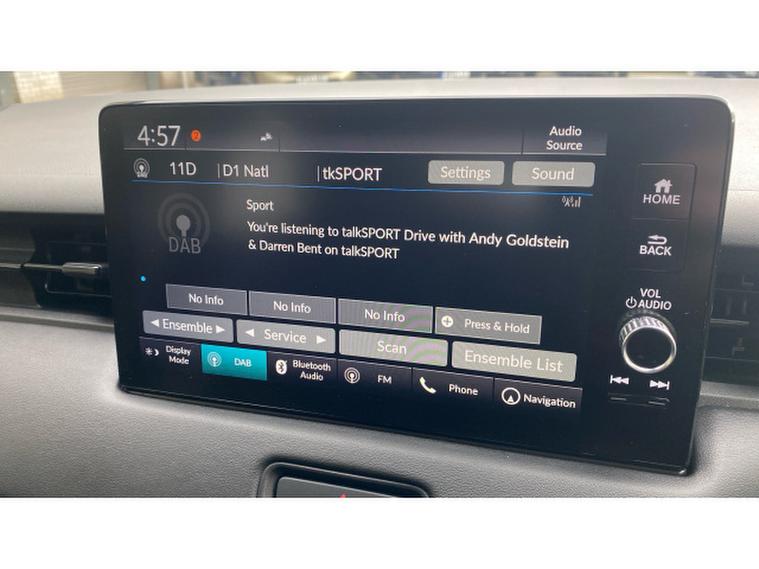 4:57 2 Audio Source
11D D1 Natl tkSPORT Settings Sound
Sport
You're listening to talkSPORT Drive with Andy Goldstein
& Darren Bent on talkSPORT
DAB
No Info No Info No Info + Press & Hold
◀ Ensemble ▶ ◀ Service ▶ Scan Ensemble List
Display Mode DAB Bluetooth Audio FM Phone Navigation
HOME
BACK
VOL
AUDIO